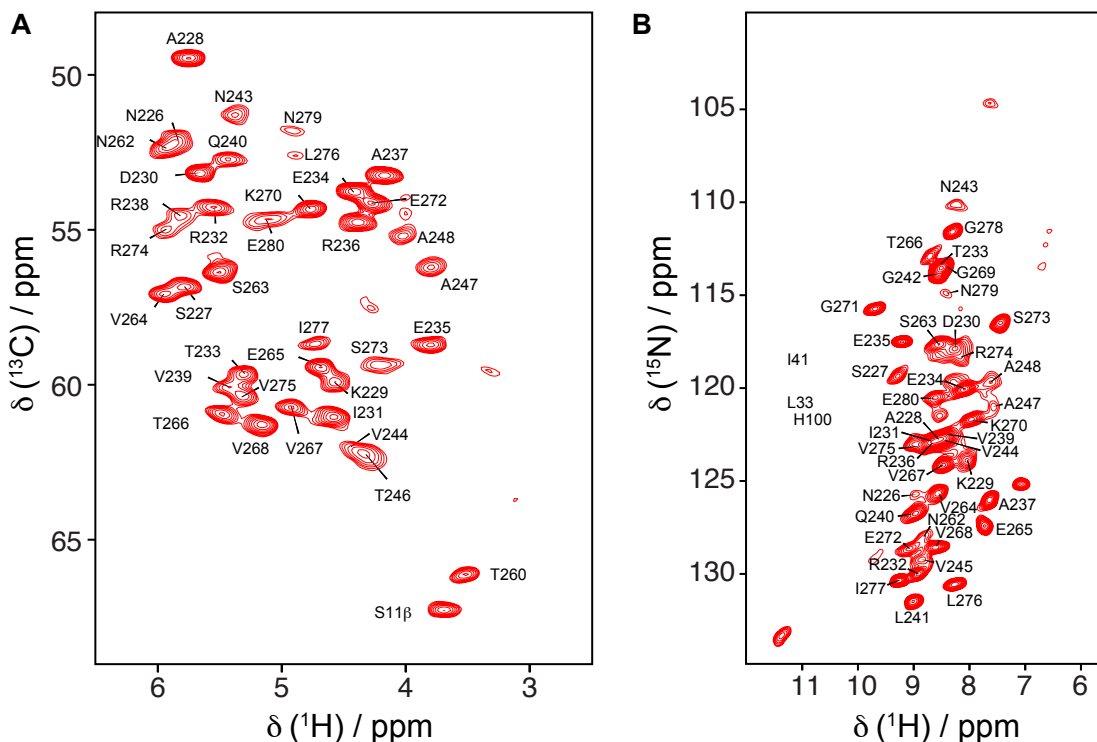 A
A228
50
N243
N226
N279
N262
Q240
L276
A237
D230
K270
E234
E272
R238
55
R232
E280
R236
A248
R274
S263
A247
V264
S227
I277
E235
T233
E265
S273
60
V239
V275
K229
T266
I231
V267
V244
V268
T246
65
T260
S11β
6
5
4
3
δ (¹H) / ppm
δ (¹³C) / ppm
B
105
N243
110
G278
T266
T233
G242
G269
N279
115
G271
S263
D230
S273
E235
I41
R274
S227
E234
A248
120
L33
E280
A247
H100
A228
K270
I231
V239
V275
V244
R236
V267
K229
125
N226
V264
A237
Q240
N262
E265
E272
V268
R232
V245
130
I277
L276
L241
11
10
9
8
7
6
δ (¹H) / ppm
δ (¹⁵N) / ppm